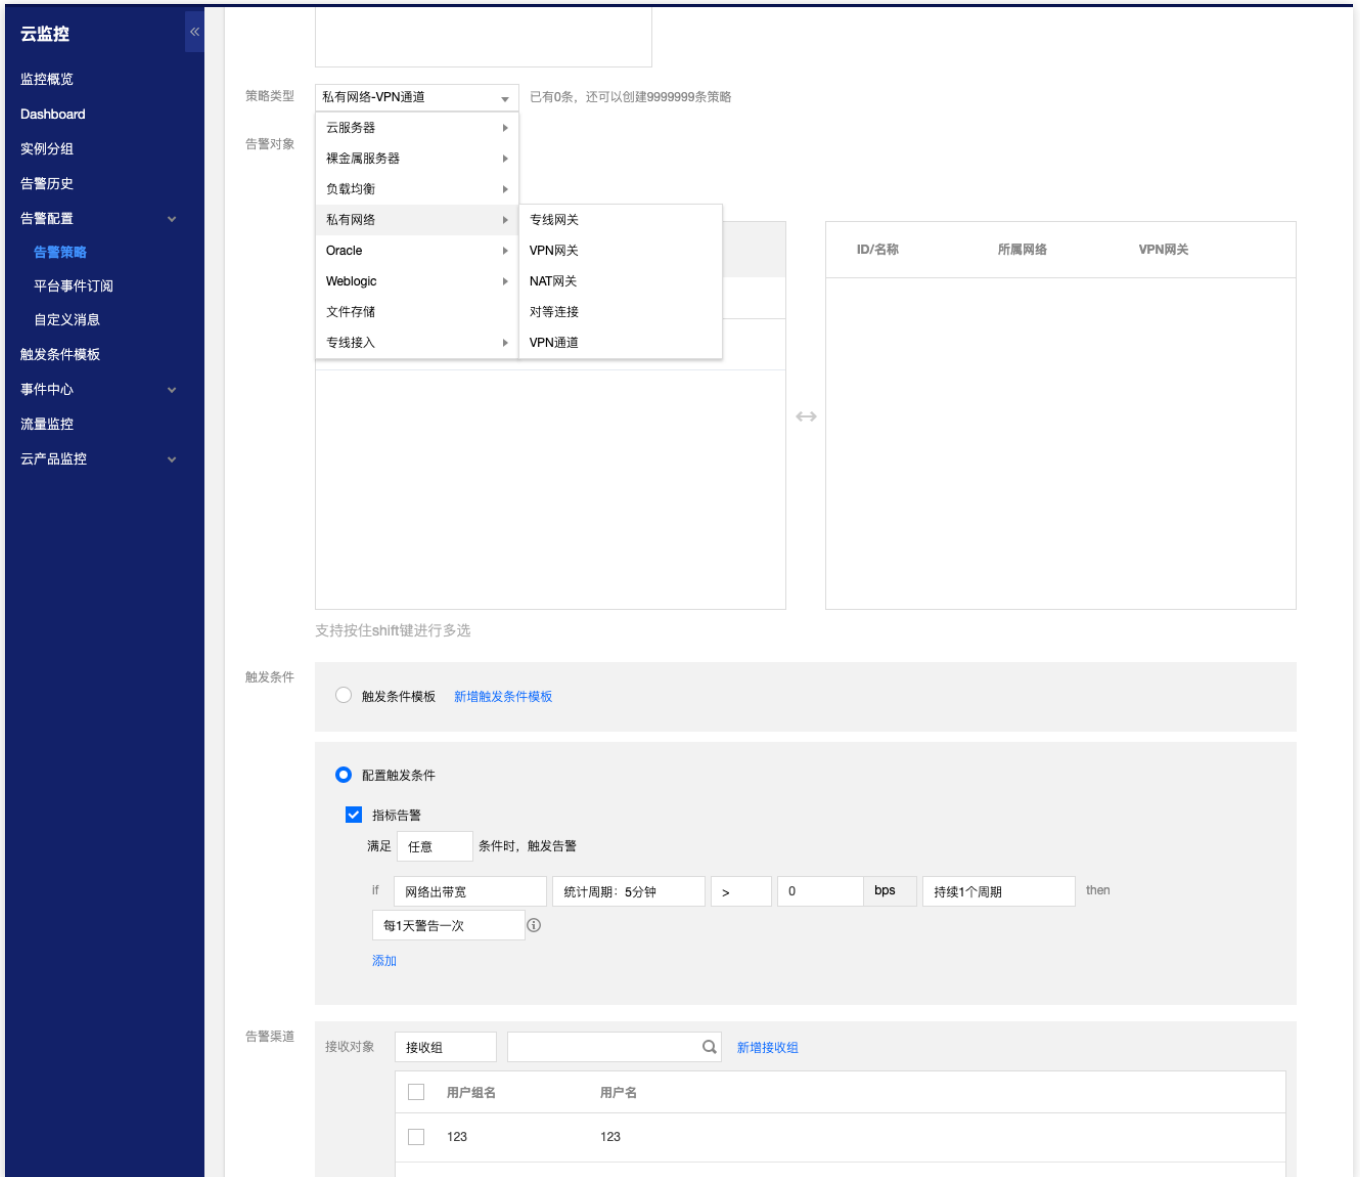 云监控
«
监控概览
Dashboard
实例分组
告警历史
告警配置
告警策略
平台事件订阅
自定义消息
触发条件模板
事件中心
流量监控
云产品监控
策略类型
私有网络-VPN通道
已有0条，还可以创建9999999条策略
告警对象
云服务器
裸金属服务器
负载均衡
私有网络
Oracle
Weblogic
文件存储
专线接入
专线网关
VPN网关
NAT网关
对等连接
VPN通道
ID/名称 所属网络 VPN网关
支持按住shift键进行多选
触发条件
触发条件模板 新增触发条件模板
配置触发条件
指标告警
满足 任意 条件时，触发告警
if 网络出带宽 统计周期：5分钟 > 0 bps 持续1个周期 then
每1天警告一次
添加
告警渠道
接收对象 接收组 新增接收组
用户组名 用户名
123 123